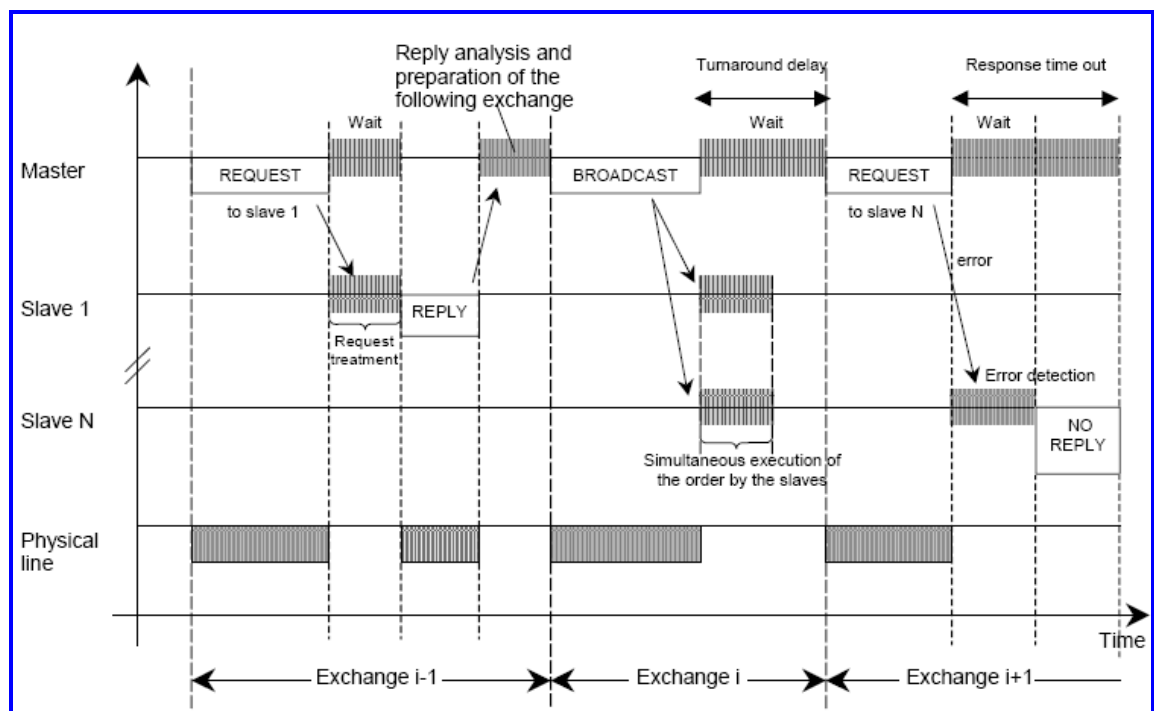 Reply analysis and
preparation of the
following exchange
Turnaround delay
Response time out
Wait
Wait
Wait
Master
REQUEST
BROADCAST
REQUEST
to slave 1
to slave N
error
Slave 1
REPLY
Request
treatment
Error detection
Slave N
NO
REPLY
Simultaneous execution of
the order by the slaves
Physical
line
Time
Exchange i-1
Exchange i
Exchange i+1